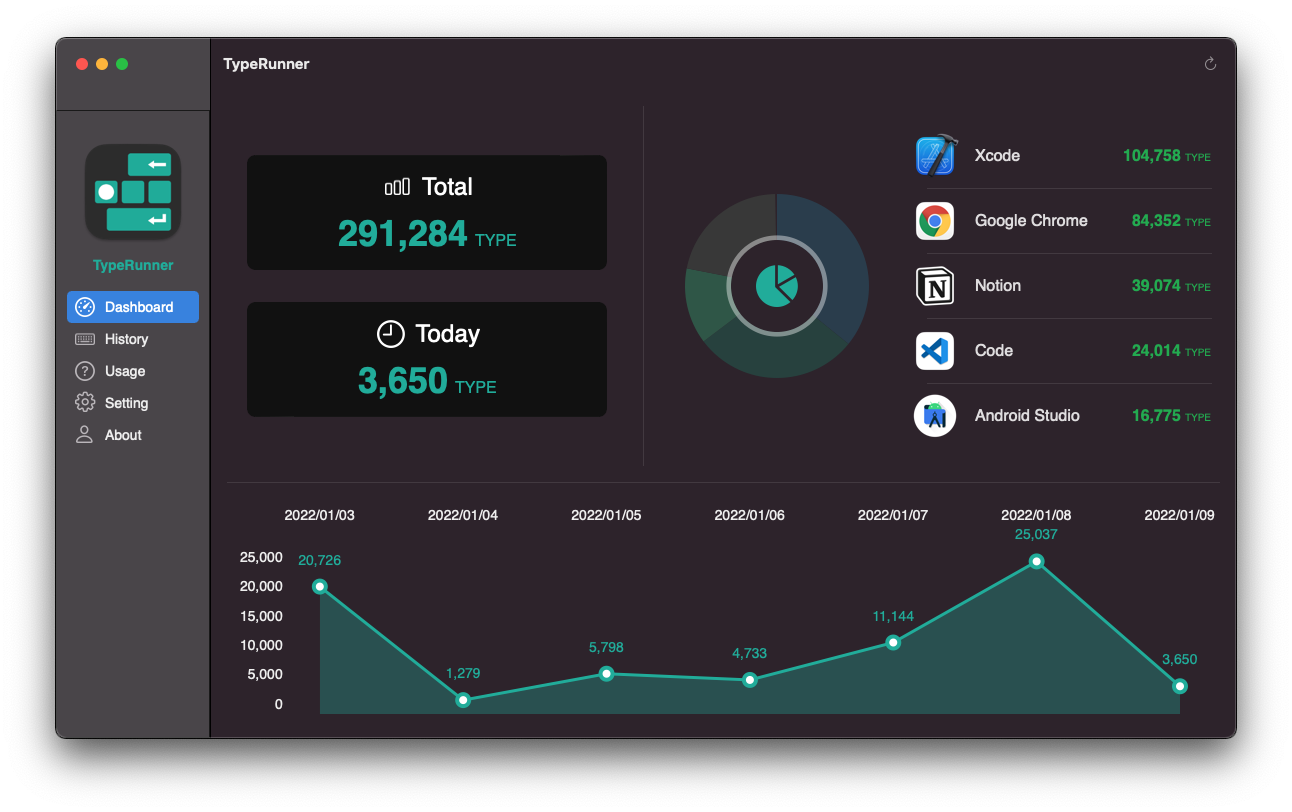 TypeRunner
TypeRunner
Dashboard
History
Usage
Setting
About
Total
291,284 TYPE
Today
3,650 TYPE
Xcode 104,758 TYPE
Google Chrome 84,352 TYPE
Notion 39,074 TYPE
Code 24,014 TYPE
Android Studio 16,775 TYPE
2022/01/03 2022/01/04 2022/01/05 2022/01/06 2022/01/07 2022/01/08 2022/01/09
25,000
20,000
15,000
10,000
5,000
0
20,726
1,279
5,798
4,733
11,144
25,037
3,650